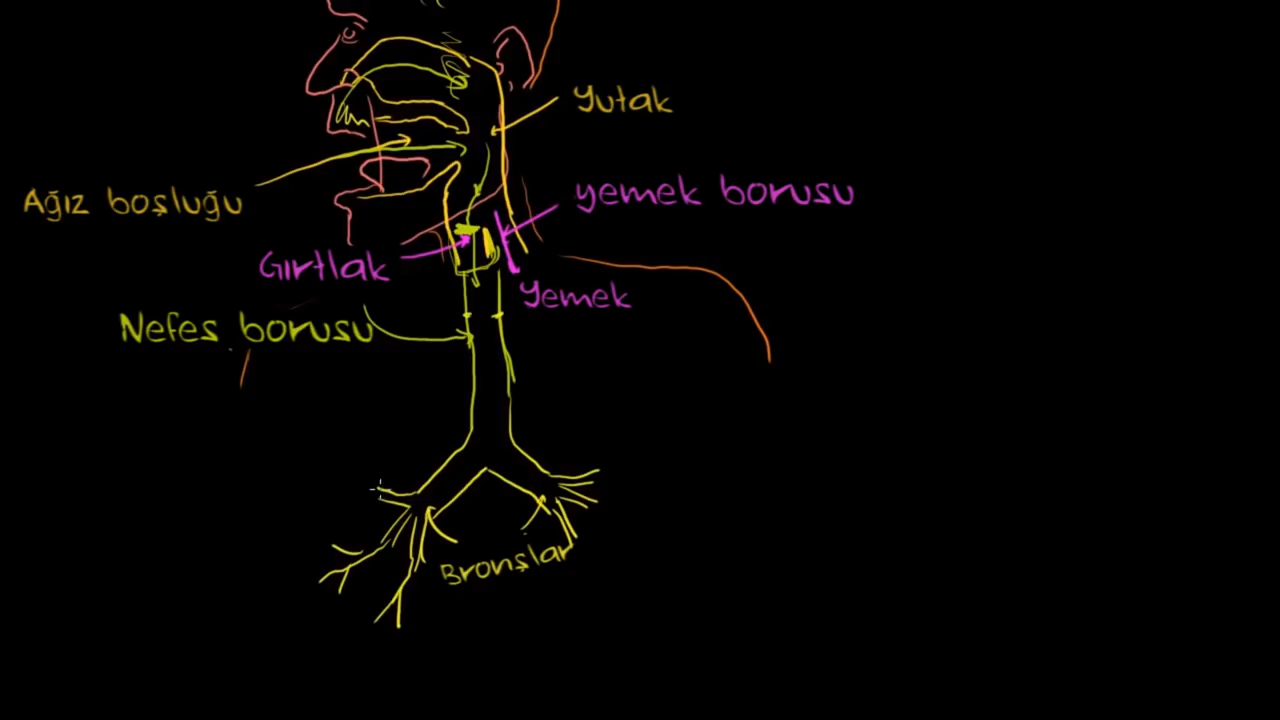 Yutak
yemek borusu
Ağız boşluğu
Gırtlak
Yemek
Nefes borusu
Bronşlar